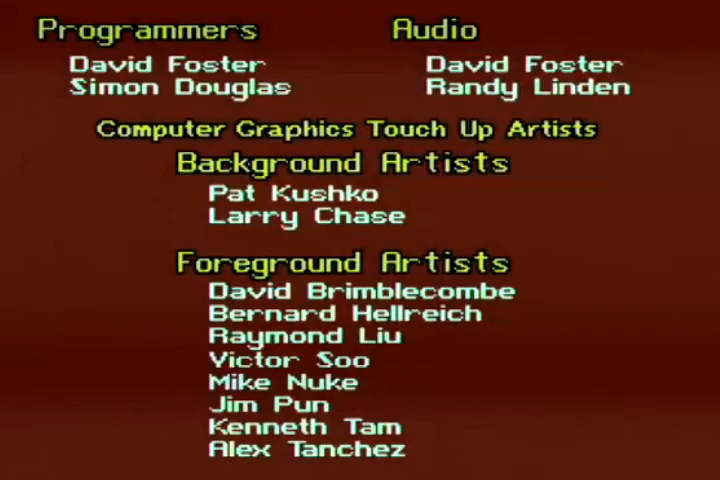 Programmers
David Foster
Simon Douglas
Audio
David Foster
Randy Linden
Computer Graphics Touch Up Artists
Background Artists
Pat Kushko
Larry Chase
Foreground Artists
David Brimblecombe
Bernard Hellreich
Raymond Liu
Victor Soo
Mike Nuke
Jim Pun
Kenneth Tam
Alex Tanchez